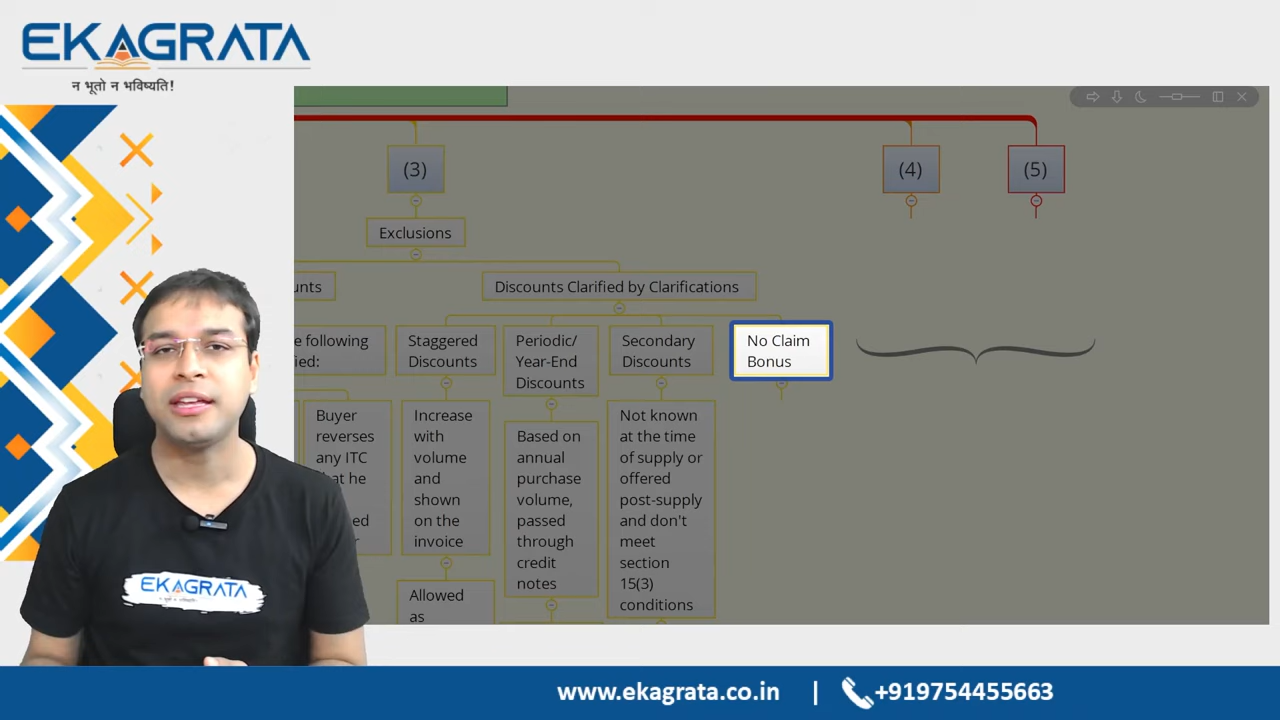 EKAGRATA
न भूतो न भविष्यति!
(3)
(4)
(5)
Exclusions
unts
Discounts Clarified by Clarifications
e following
ied:
Staggered
Discounts
Periodic/
Year-End
Discounts
Secondary
Discounts
No Claim
Bonus
Buyer
reverses
any ITC
hat he
ed
Increase
with
volume
and
shown
on the
invoice
Based on
annual
purchase
volume,
passed
through
credit
notes
Not known
at the time
of supply or
offered
post-supply
and don't
meet
section
15(3)
conditions
Allowed
as
EKAGRATA
www.ekagrata.co.in | +919754455663